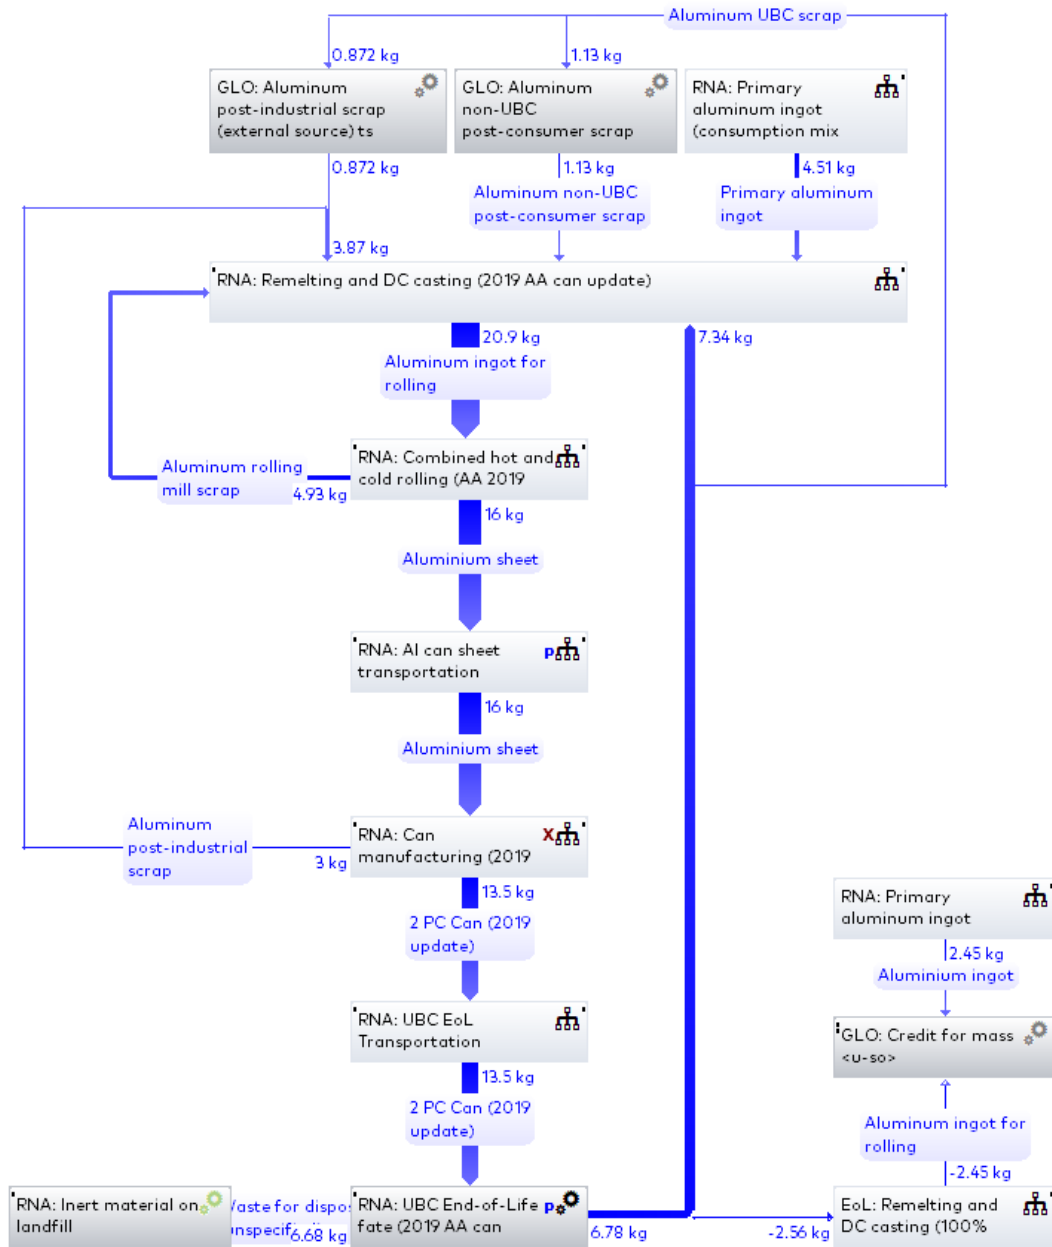 Aluminum UBC scrap
0.872 kg
1.13 kg
GLO: Aluminum
post-industrial scrap
(external source) ts
GLO: Aluminum
non-UBC
post-consumer scrap
RNA: Primary
aluminum ingot
(consumption mix
0.872 kg
1.13 kg
4.51 kg
Aluminum non-UBC
post-consumer scrap
Primary aluminum
ingot
3.87 kg
RNA: Remelting and DC casting (2019 AA can update)
20.9 kg
7.34 kg
Aluminum ingot for
rolling
RNA: Combined hot and
cold rolling (AA 2019
Aluminum rolling
mill scrap
4.93 kg
16 kg
Aluminium sheet
RNA: Al can sheet
transportation
p
16 kg
Aluminium sheet
RNA: Can
manufacturing (2019
X
Aluminum
post-industrial
scrap
3 kg
13.5 kg
2 PC Can (2019
update)
RNA: Primary
aluminum ingot
2.45 kg
Aluminium ingot
RNA: UBC EoL
Transportation
GLO: Credit for mass
<u-so>
13.5 kg
2 PC Can (2019
update)
Aluminum ingot for
rolling
-2.45 kg
RNA: Inert material on
landfill
Waste for dispos
unspecif
6.68 kg
RNA: UBC End-of-Life
fate (2019 AA can
p
6.78 kg
-2.56 kg
EoL: Remelting and
DC casting (100%